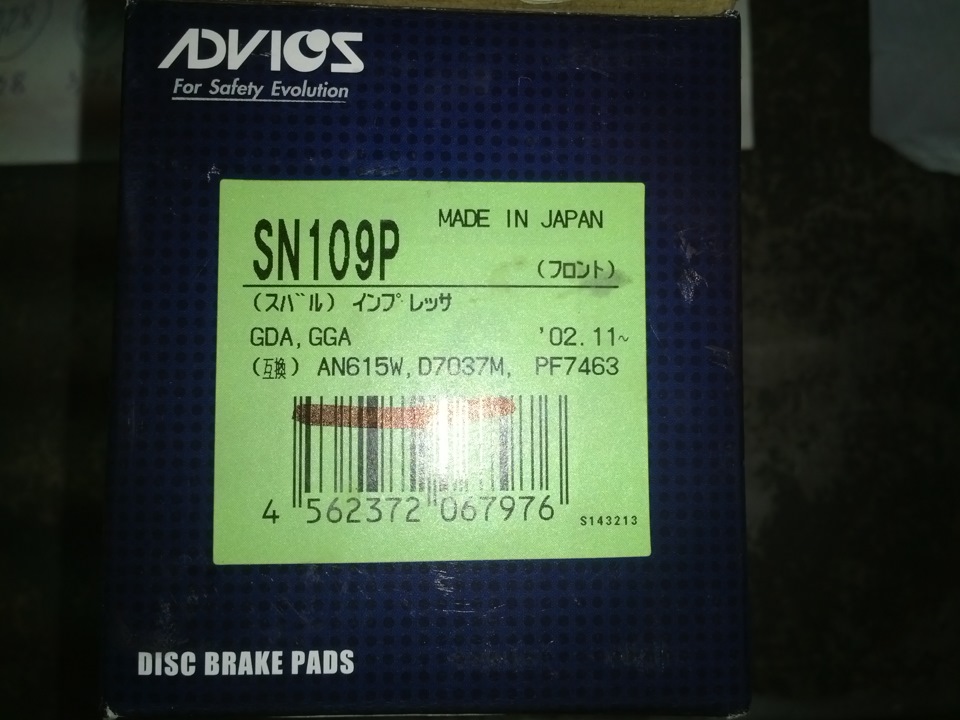 ADVICS
For Safety Evolution
MADE IN JAPAN
SN109P
(フロント)
(スバル) インプレッサ
GDA, GGA '02.11~
(互換) AN615W, D7037M, PF7463
4 562372 067976
S143213
DISC BRAKE PADS